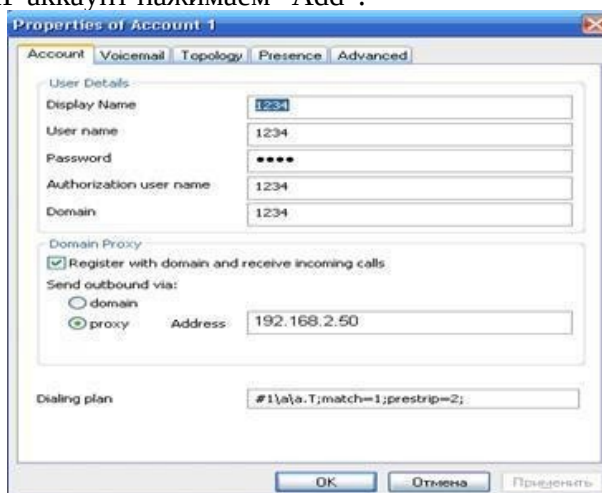 аккаунт нажимаем "Add".
Properties of Account 1
Account Voicemail Topology Presence Advanced
User Details
Display Name 1234
User name 1234
Password ••••
Authorization user name 1234
Domain 1234
Domain Proxy
Register with domain and receive incoming calls
Send outbound via:
domain
proxy Address 192.168.2.50
Dialing plan #1\a\a.T;match=1;prestrip=2;
OK Отмена Применить